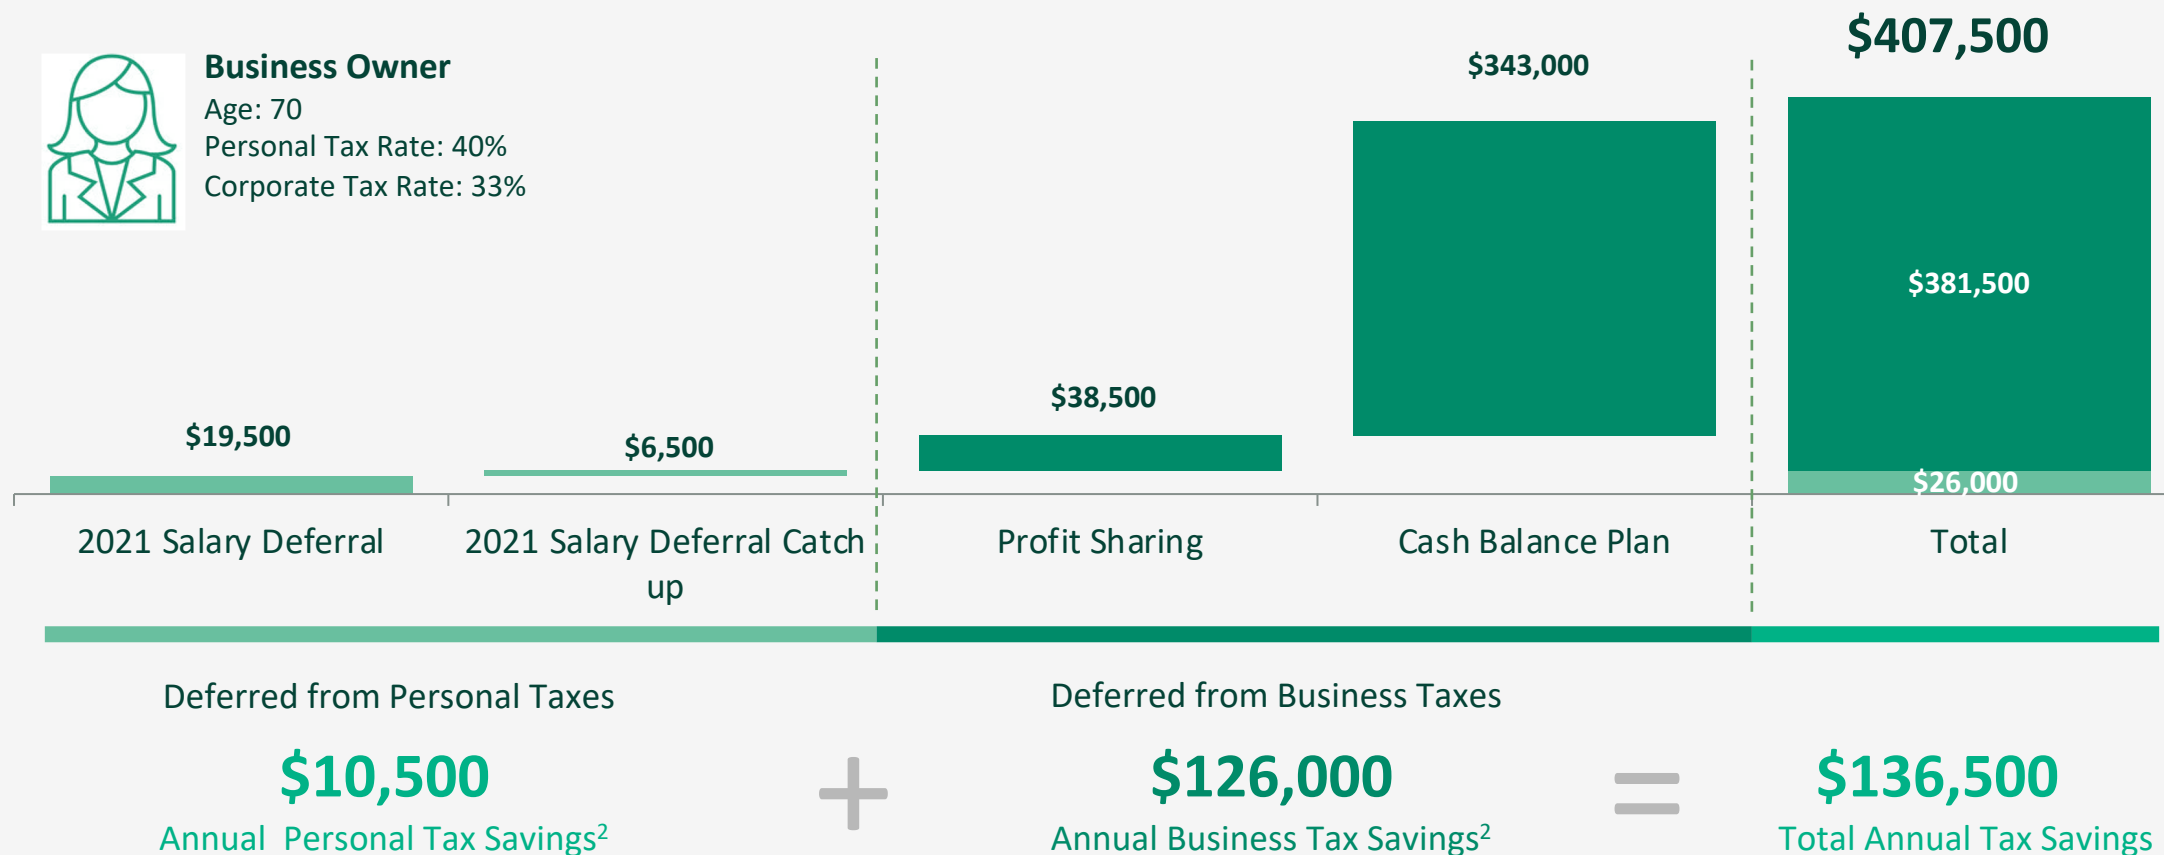 Business Owner
Age: 70
Personal Tax Rate: 40%
Corporate Tax Rate: 33%
$19,500
$6,500
$38,500
$343,000
$407,500
$381,500
$26,000
2021 Salary Deferral
2021 Salary Deferral Catch
up
Profit Sharing
Cash Balance Plan
Total
Deferred from Personal Taxes
$10,500
Annual Personal Tax Savings²
+
Deferred from Business Taxes
$126,000
Annual Business Tax Savings²
=
$136,500
Total Annual Tax Savings